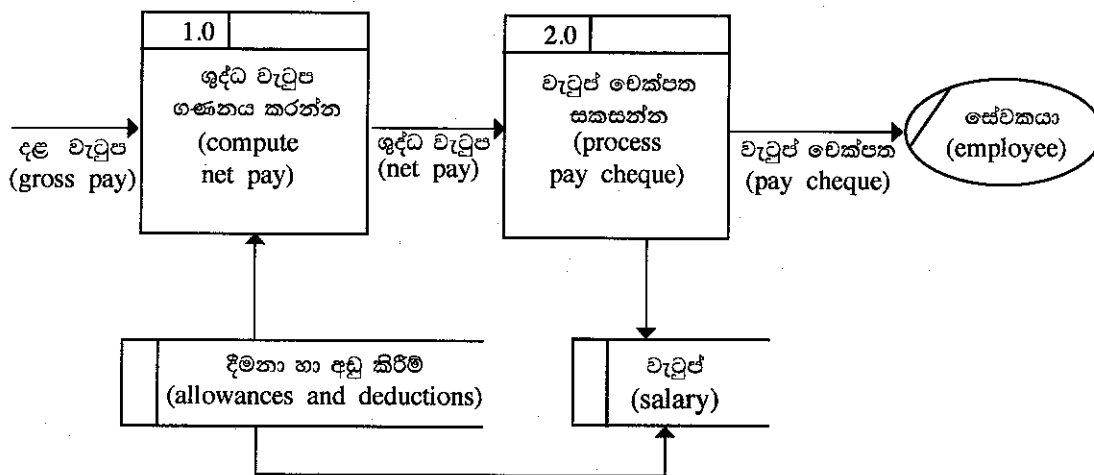 1.0
ශුද්ධ වැටුප
ගණනය කරන්න
(compute
net pay)
2.0
වැටුප් චෙක්පත
සකසන්න
(process
pay cheque)
සේවකයා
(employee)
දළ වැටුප
(gross pay)
ශුද්ධ වැටුප
(net pay)
වැටුප් චෙක්පත
(pay cheque)
දීමනා හා අඩු කිරීම්
(allowances and deductions)
වැටුප්
(salary)